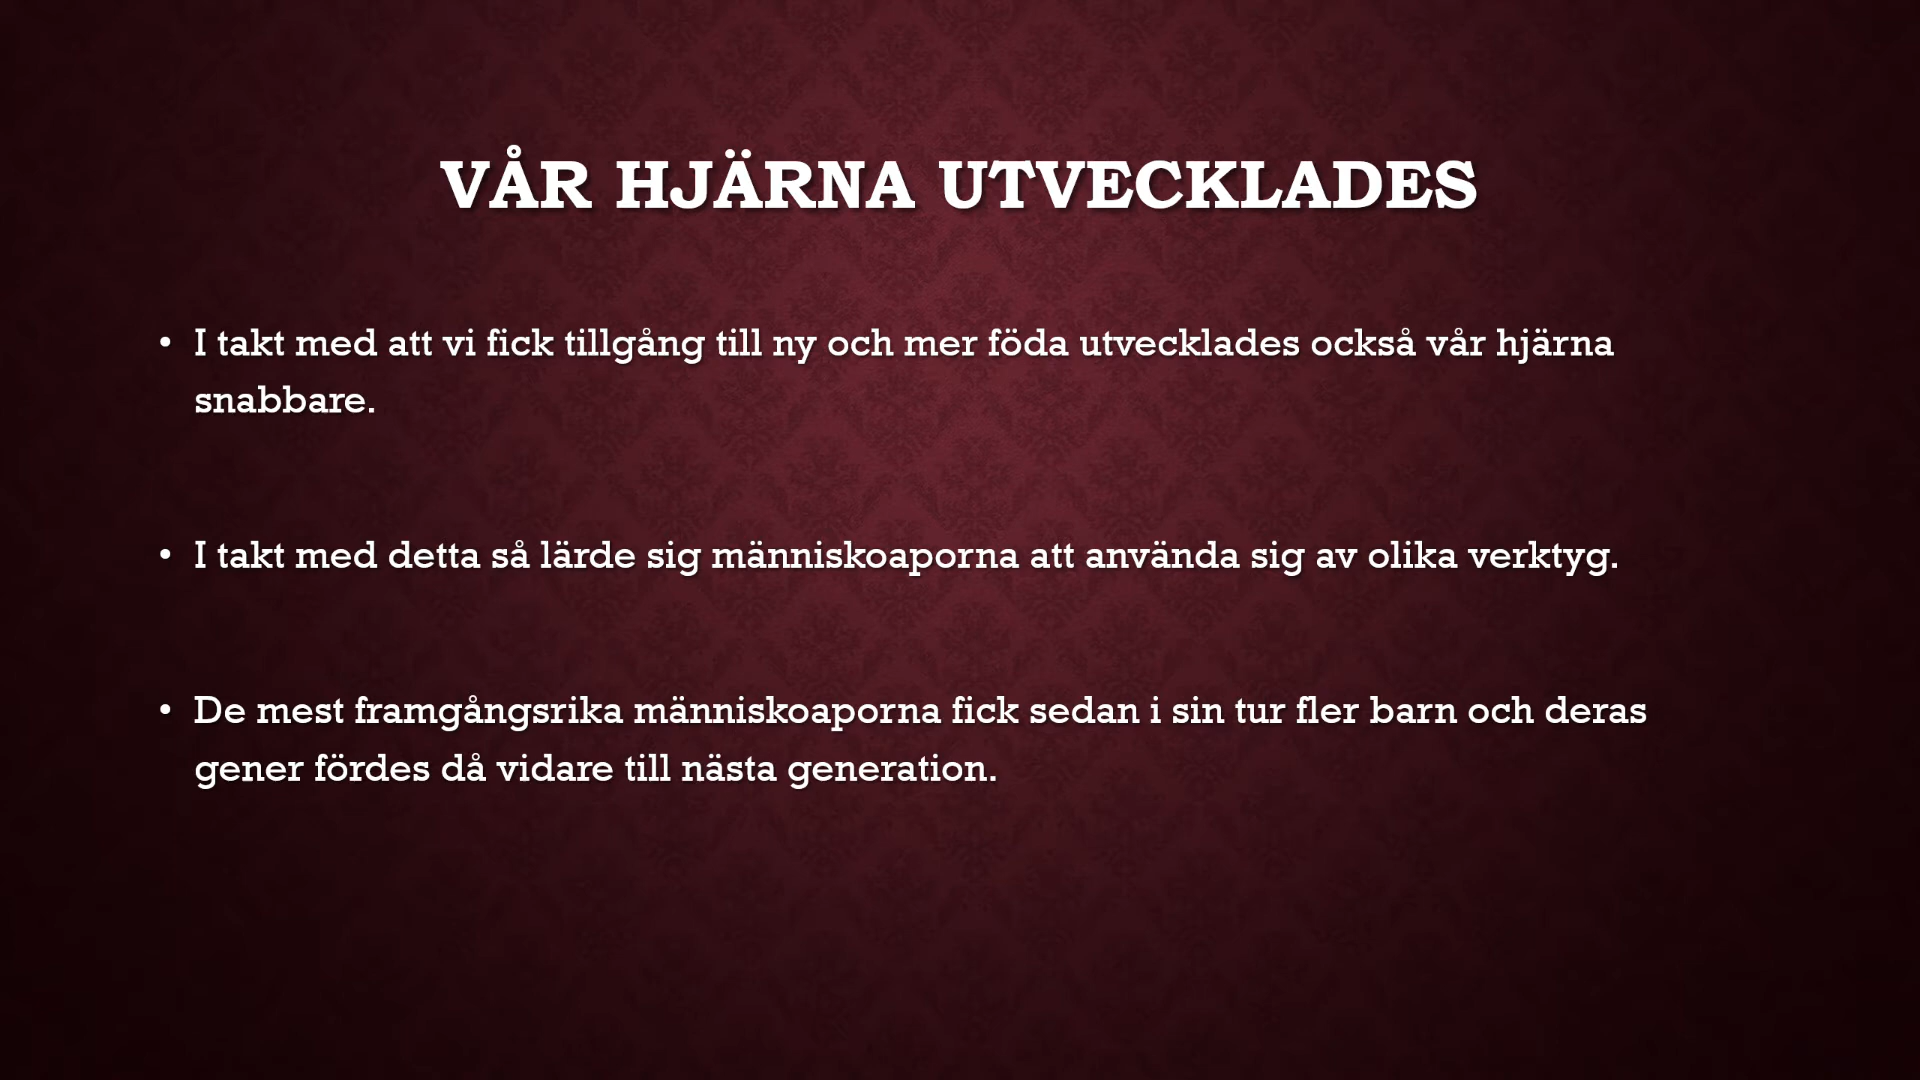 VÅR HJÄRNA UTVECKLADES
• I takt med att vi fick tillgång till ny och mer föda utvecklades också vår hjärna
snabbare.
• I takt med detta så lärde sig människoaporna att använda sig av olika verktyg.
• De mest framgångsrika människoaporna fick sedan i sin tur fler barn och deras
gener fördes då vidare till nästa generation.